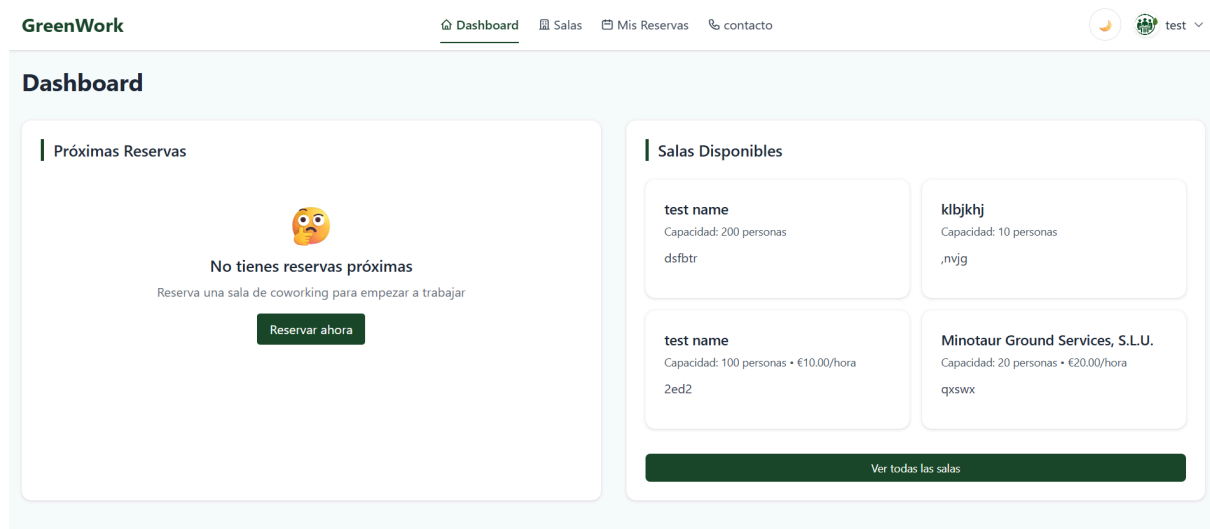 GreenWork
Dashboard
Salas
Mis Reservas
contacto
test
Dashboard
Próximas Reservas
No tienes reservas próximas
Reserva una sala de coworking para empezar a trabajar
Reservar ahora
Salas Disponibles
test name
Capacidad: 200 personas
dsfbtr
klbjkhj
Capacidad: 10 personas
,nvjg
test name
Capacidad: 100 personas • €10.00/hora
2ed2
Minotaur Ground Services, S.L.U.
Capacidad: 20 personas • €20.00/hora
qxswx
Ver todas las salas